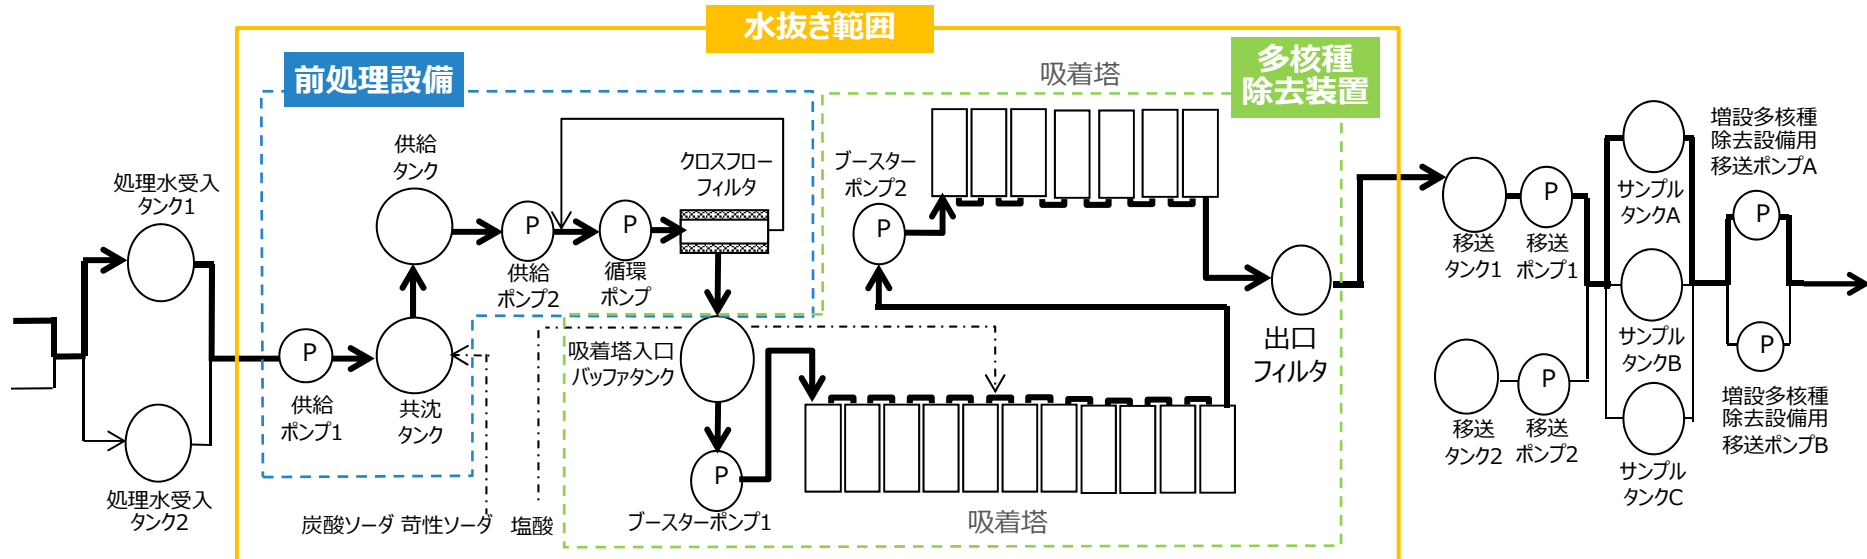 水抜き範囲
前処理設備
多核種
除去装置
吸着塔
処理水受入
タンク1
処理水受入
タンク2
P
供給
ポンプ1
共沈
タンク
供給
タンク
P
供給
ポンプ2
P
循環
ポンプ
クロスフロー
フィルタ
吸着塔入口
バッファタンク
P
ブースターポンプ1
炭酸ソーダ 苛性ソーダ 塩酸
吸着塔
ブースター
ポンプ2
P
出口
フィルタ
移送
タンク1
P
移送
ポンプ1
移送
タンク2
P
移送
ポンプ2
サンプル
タンクA
サンプル
タンクB
サンプル
タンクC
増設多核種
除去設備用
移送ポンプA
P
P
増設多核種
除去設備用
移送ポンプB